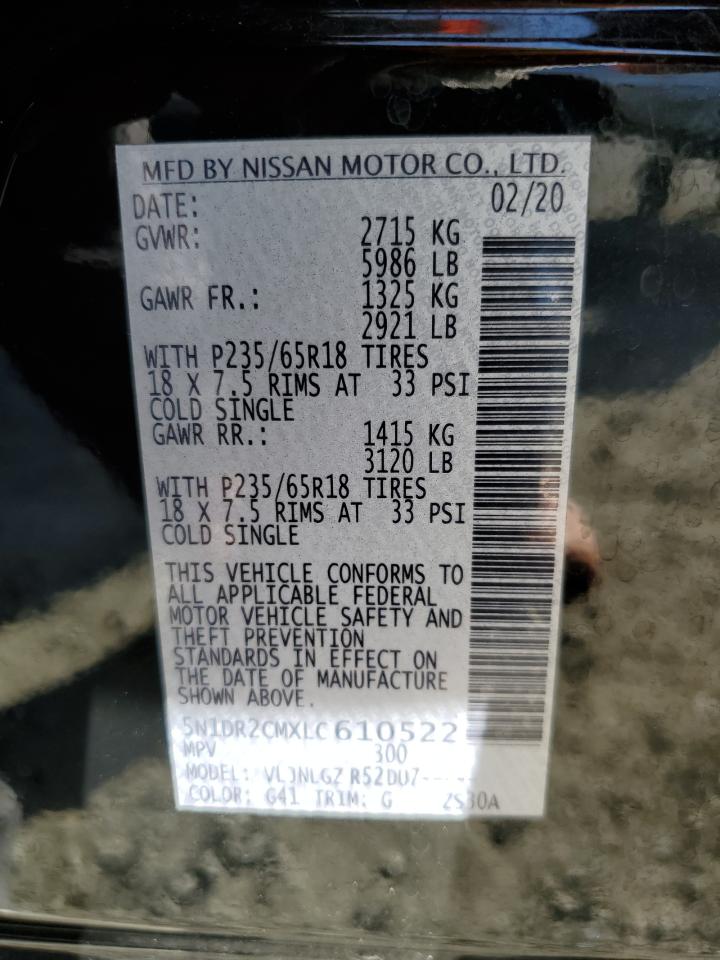 MFD BY NISSAN MOTOR CO., LTD.
DATE: 02/20
GVWR: 2715 KG
5986 LB
GAWR FR.: 1325 KG
2921 LB
WITH P235/65R18 TIRES
18 X 7.5 RIMS AT 33 PSI
COLD SINGLE
GAWR RR.: 1415 KG
3120 LB
WITH P235/65R18 TIRES
18 X 7.5 RIMS AT 33 PSI
COLD SINGLE
THIS VEHICLE CONFORMS TO
ALL APPLICABLE FEDERAL
MOTOR VEHICLE SAFETY AND
THEFT PREVENTION
STANDARDS IN EFFECT ON
THE DATE OF MANUFACTURE
SHOWN ABOVE.
5N1DR2CMXLC610522
MPV 300
MODEL:
COLOR: G41 TRIM: G